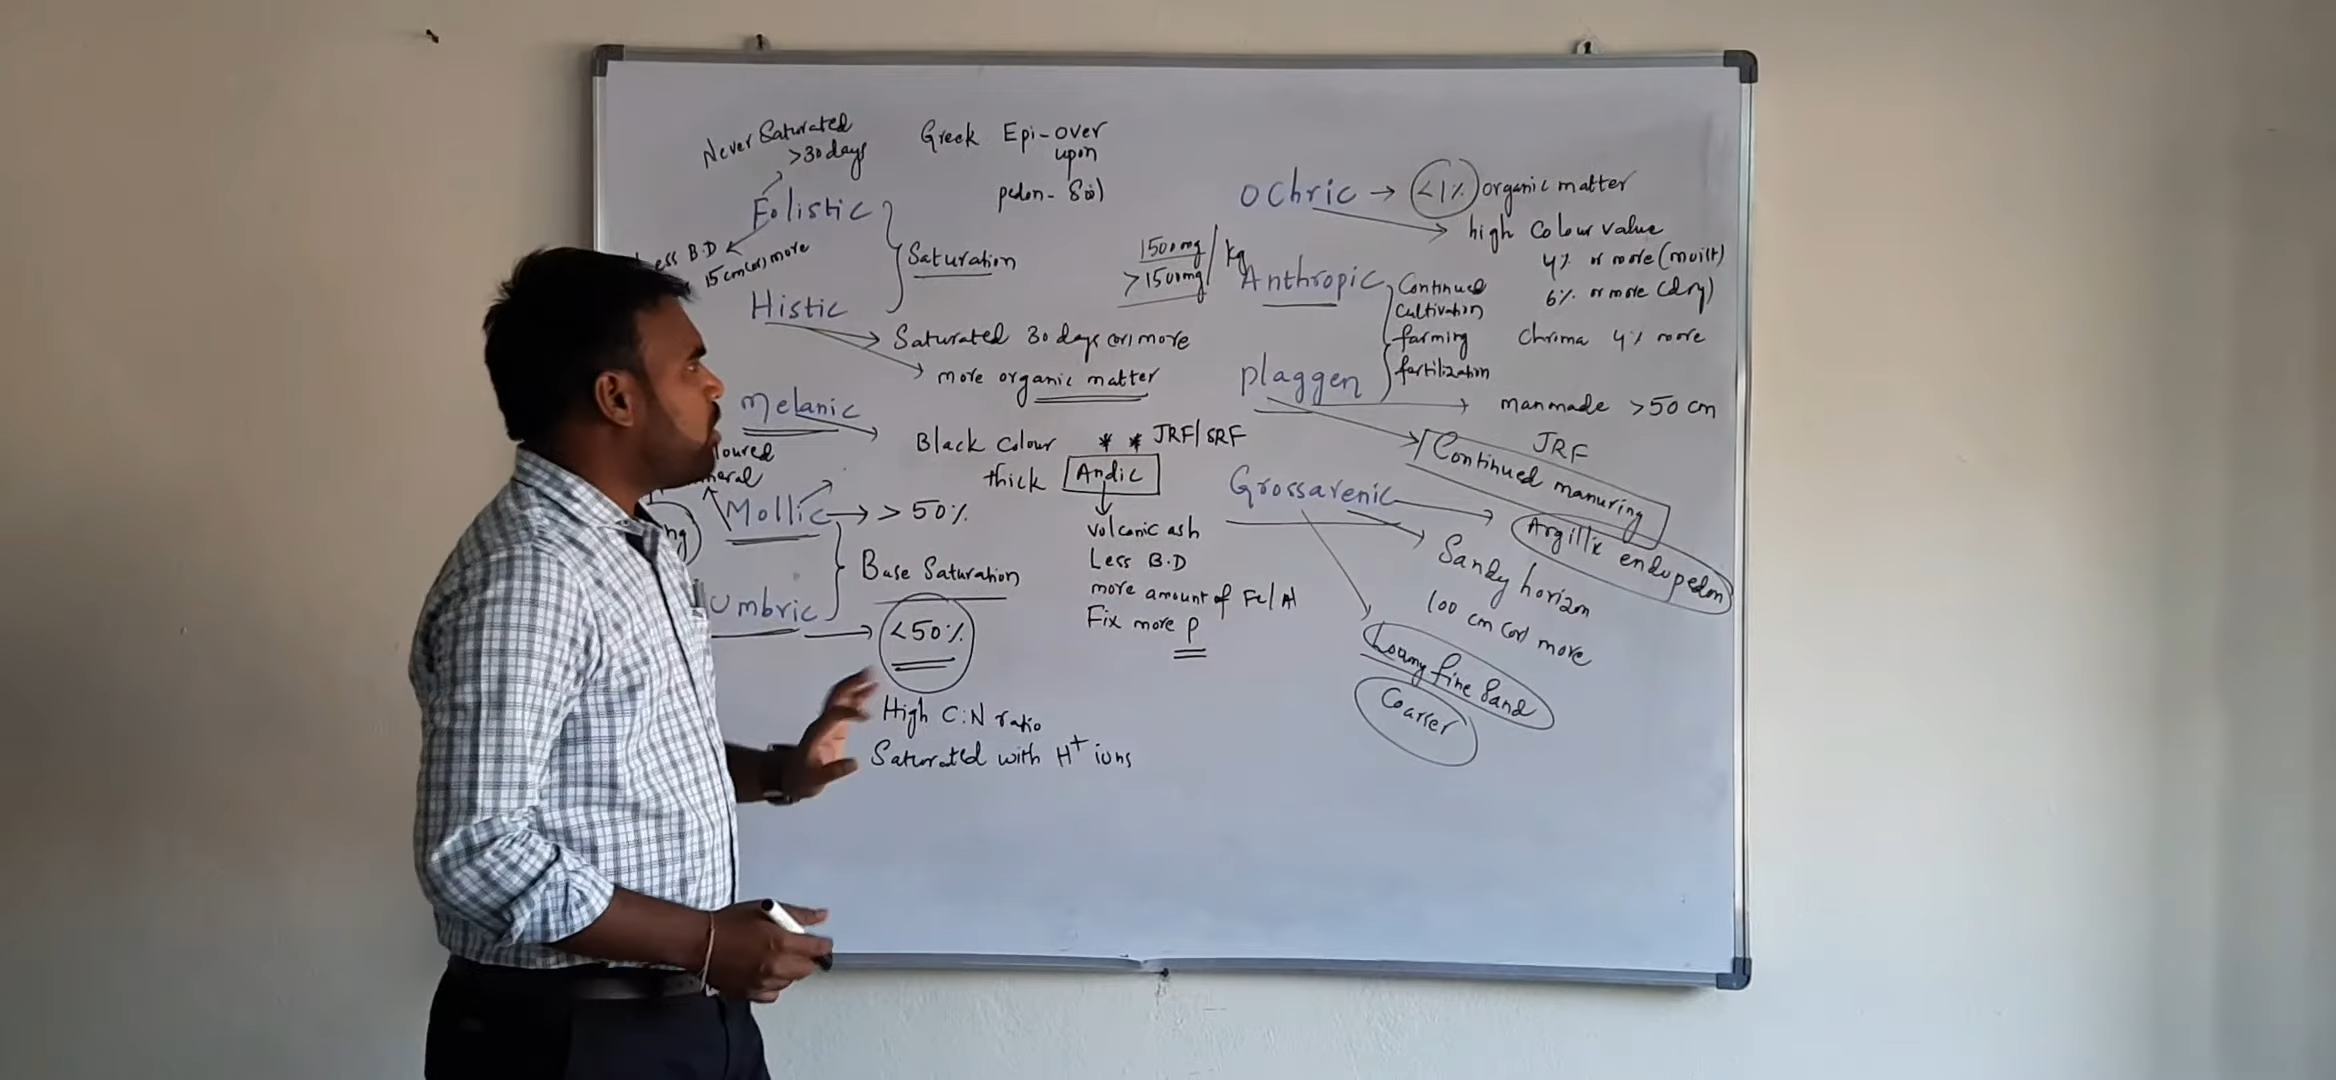 Never Saturated
>30 days
Folistic
Less B.D
15 cm (or) more
Histic
Saturation
Saturated 30 days (or) more
more organic matter
Greek Epi-over
upon
pedon-Soil
Melanic
Black Colour
thick
* * JRF/SRF
Andic
volcanic ash
Less B.D
more amount of Fe/Al
Fix more P
loured
neral
Mollic → > 50%
ng
Base Saturation
Umbric
<50%
High C:N ratio
Saturated with H+ ions
Ochric → <1% organic matter
high Colour value
4% or more (moist)
6% or more (dry)
Chroma 4% more
1500mg
>1500mg/kg
Anthropic
Continued
Cultivation
farming
fertilization
plaggen
manmade >50 cm
JRF
Continued manuring
Grossarenic
Argillic endopedon
Sandy horizon
100 cm (or) more
Loamy fine Sand
Coarser